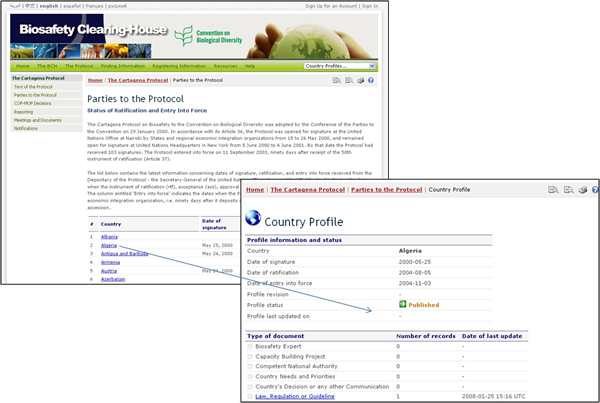 العربية | 中文 | english | español | français | русский
Sign Up for an Account | Sign In
Biosafety Clearing-House
Convention on
Biological Diversity
Home The BCH The Protocol Finding Information Registering Information Resources Help
Country Profiles...
The Cartagena Protocol
Text of the Protocol
Parties to the Protocol
COP-MOP Decisions
Reporting
Meetings and Documents
Notifications
Home | The Cartagena Protocol | Parties to the Protocol
Parties to the Protocol
Status of Ratification and Entry Into Force
The Cartagena Protocol on Biosafety to the Convention on Biological Diversity was adopted by the Conference of the Parties
to the Convention on 29 January 2000. In accordance with its Article 36, the Protocol was opened for signature at the United
Nations Office at Nairobi by States and regional economic integration organizations from 15 to 26 May 2000, and remained
open for signature at United Nations Headquarters in New York from 5 June 2000 to 4 June 2001. By that date the Protocol had
received 103 signatures. The Protocol entered into force on 11 September 2003, ninety days after receipt of the 50th
instrument of ratification (Article 37).
The list below contains the latest information concerning dates of signature, ratification, and entry into force received from the
Depositary of the Protocol - the Secretary-General of the United
when the instrument of ratification (rtf), acceptance (acs), approval
The column entitled 'Entry into force' indicates the dates when the
economic integration organization, i.e. ninety days after it deposits
# Country Date of
signature
1 Albania
2 Algeria May 25, 2000
3 Antigua and Barbuda May 24, 2000
4 Armenia
5 Austria
6 Azerbaijan
Home | The Cartagena Protocol | Parties to the Protocol | Country Profile
Country Profile
Profile information and status
Country Algeria
Date of signature 2000-05-25
Date of ratification 2004-08-05
Date of entry into force 2004-11-03
Profile revision -
Profile status Published
Profile last updated on -
Type of document Number of records Date of last update
Biosafety Expert 0 -
Capacity Building Project 0 -
Competent National Authority 0 -
Country Needs and Priorities 0 -
Country's Decision or any other Communication 0 -
Law, Regulation or Guideline 1 2008-01-25 15:16 UTC